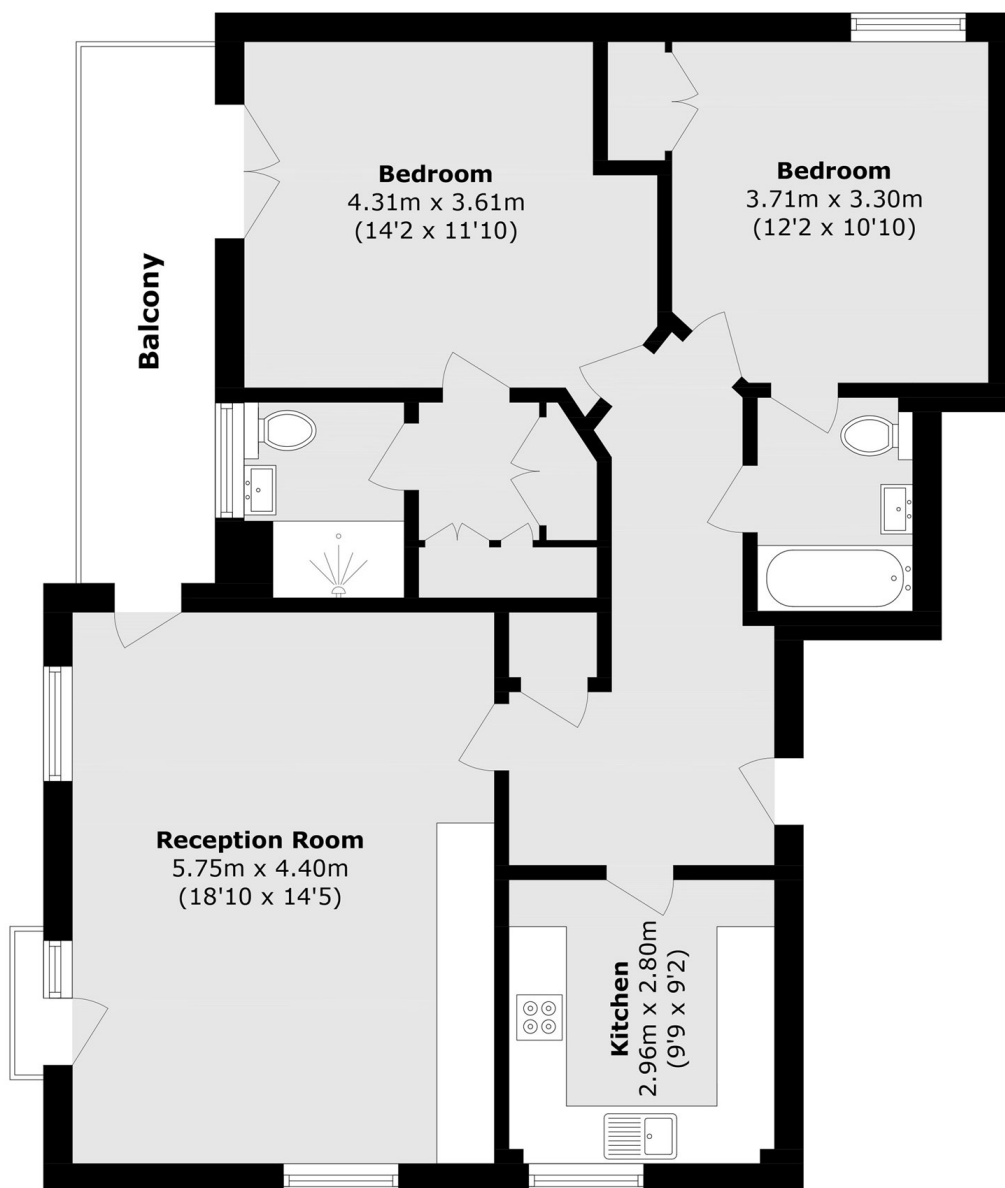 Bedroom
4.31m x 3.61m
(14'2 x 11'10)
Bedroom
3.71m x 3.30m
(12'2 x 10'10)
Balcony
Reception Room
5.75m x 4.40m
(18'10 x 14'5)
Kitchen
2.96m x 2.80m
(9'9 x 9'2)